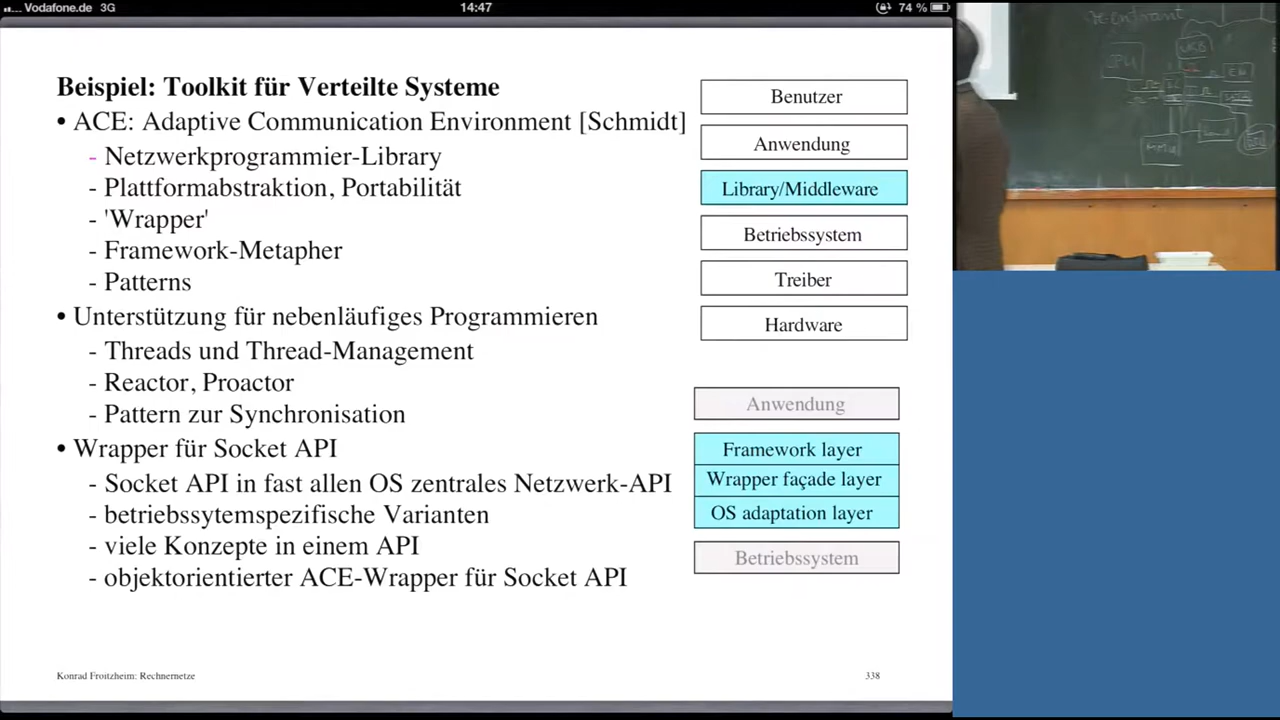 Vodafone.de 3G
14:47
74 %
Beispiel: Toolkit für Verteilte Systeme
• ACE: Adaptive Communication Environment [Schmidt]
- Netzwerkprogrammier-Library
- Plattformabstraktion, Portabilität
- 'Wrapper'
- Framework-Metapher
- Patterns
• Unterstützung für nebenläufiges Programmieren
- Threads und Thread-Management
- Reactor, Proactor
- Pattern zur Synchronisation
• Wrapper für Socket API
- Socket API in fast allen OS zentrales Netzwerk-API
- betriebssytemspezifische Varianten
- viele Konzepte in einem API
- objektorientierter ACE-Wrapper für Socket API
Benutzer
Anwendung
Library/Middleware
Betriebssystem
Treiber
Hardware
Anwendung
Framework layer
Wrapper façade layer
OS adaptation layer
Betriebssystem
Konrad Froitzheim: Rechnernetze
338
CPU
MMU